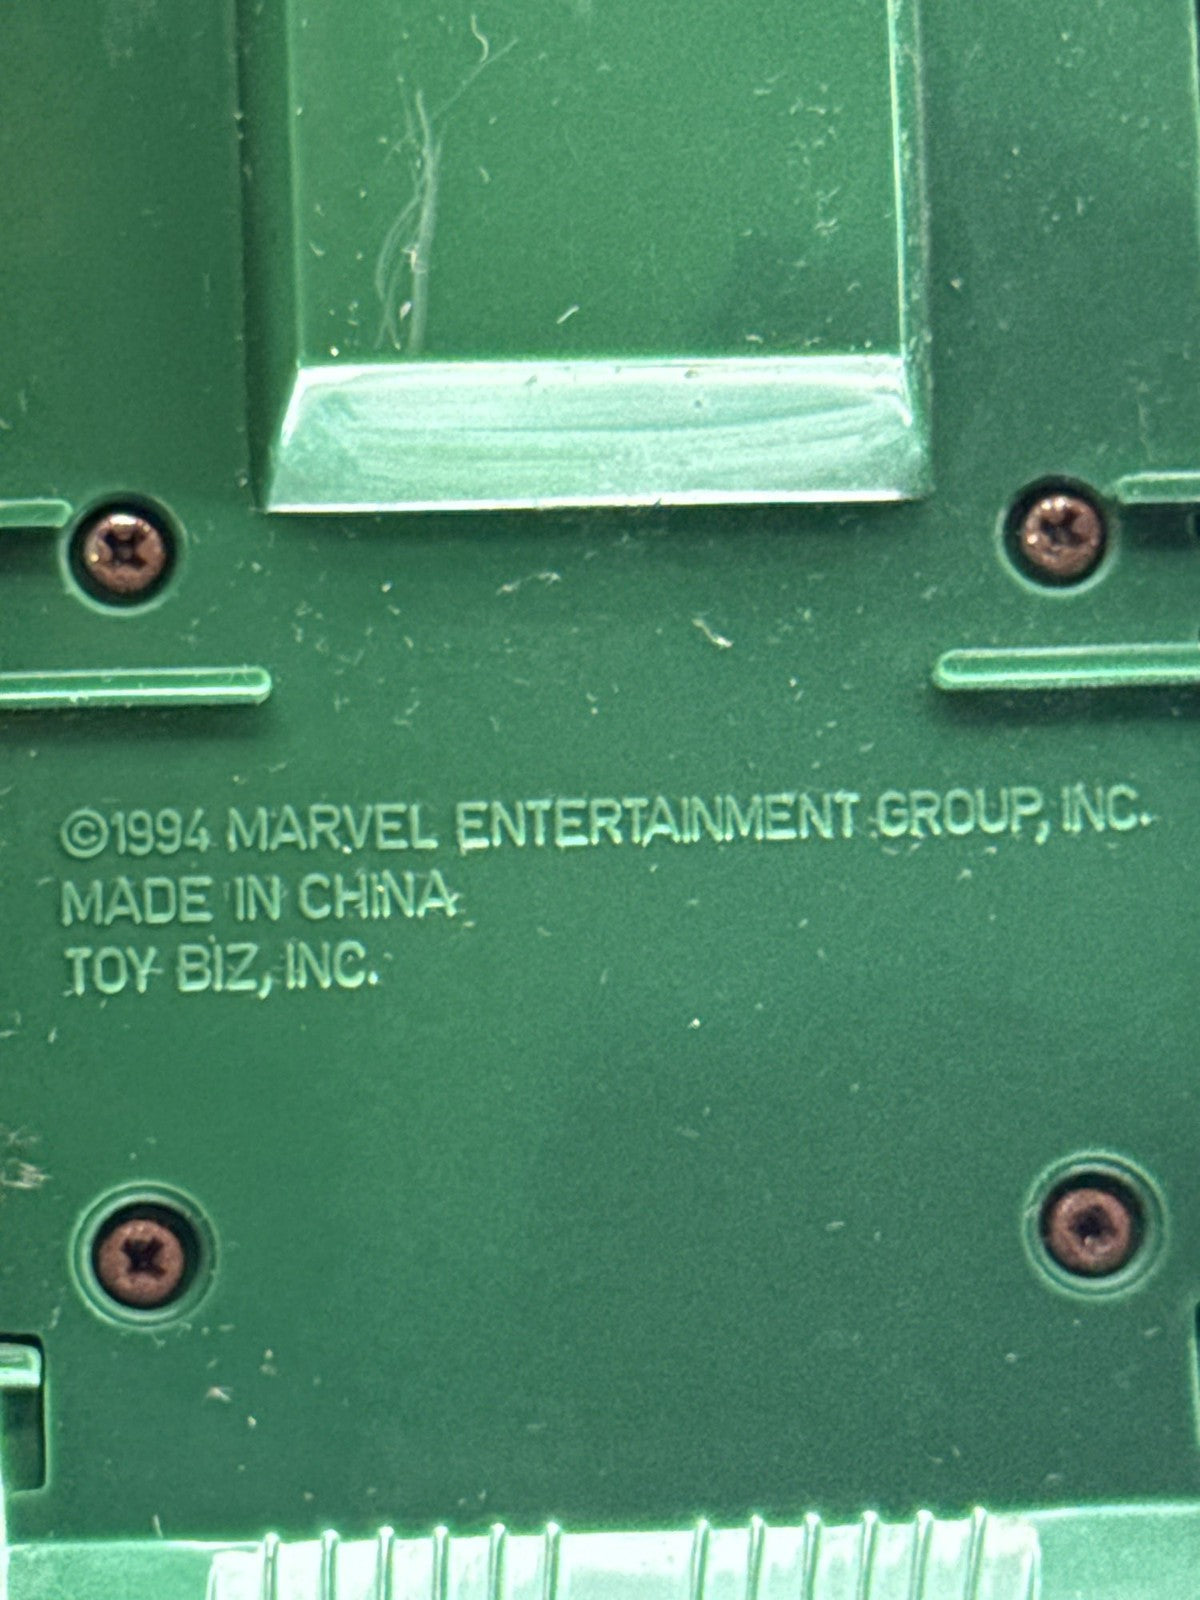 ©1994 MARVEL ENTERTAINMENT GROUP, INC.
MADE IN CHINA
TOY BIZ, INC.